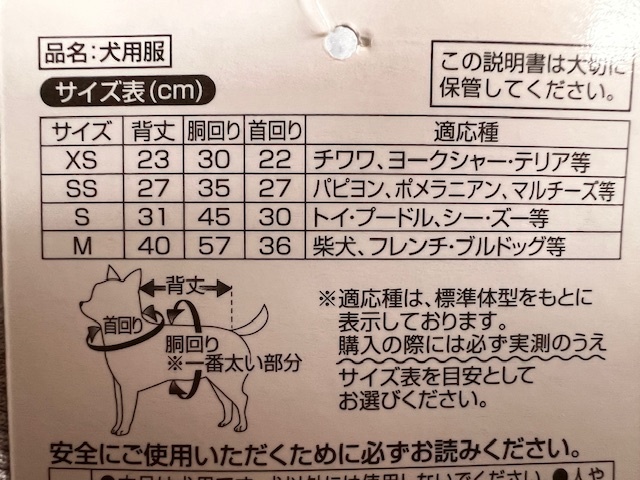 品名：犬用服
この説明書は大切に
保管してください。
サイズ表(cm)
サイズ 背丈 胴回り 首回り 適応種
XS 23 30 22 チワワ、ヨークシャー・テリア等
SS 27 35 27 パピヨン、ポメラニアン、マルチーズ等
S 31 45 30 トイ・プードル、シー・ズー等
M 40 57 36 柴犬、フレンチ・ブルドッグ等
背丈
首回り
胴回り
※一番太い部分
※適応種は、標準体型をもとに
表示しております。
購入の際には必ず実測のうえ
サイズ表を目安として
お選びください。
安全にご使用いただくために必ずお読みください。